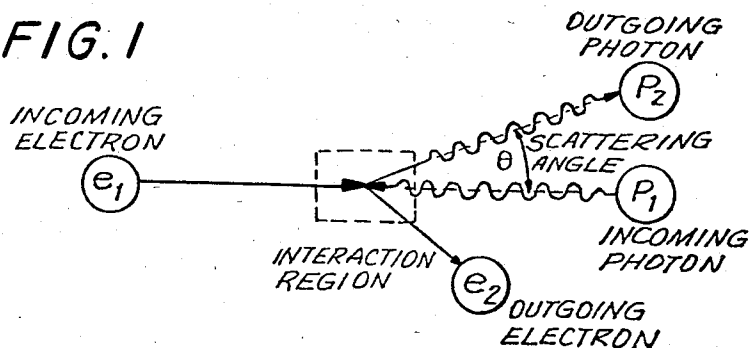 FIG. 1
OUTGOING
PHOTON
P2
INCOMING
ELECTRON
e1
SCATTERING
ANGLE
θ
P1
INCOMING
PHOTON
INTERACTION
REGION
e2
OUTGOING
ELECTRON